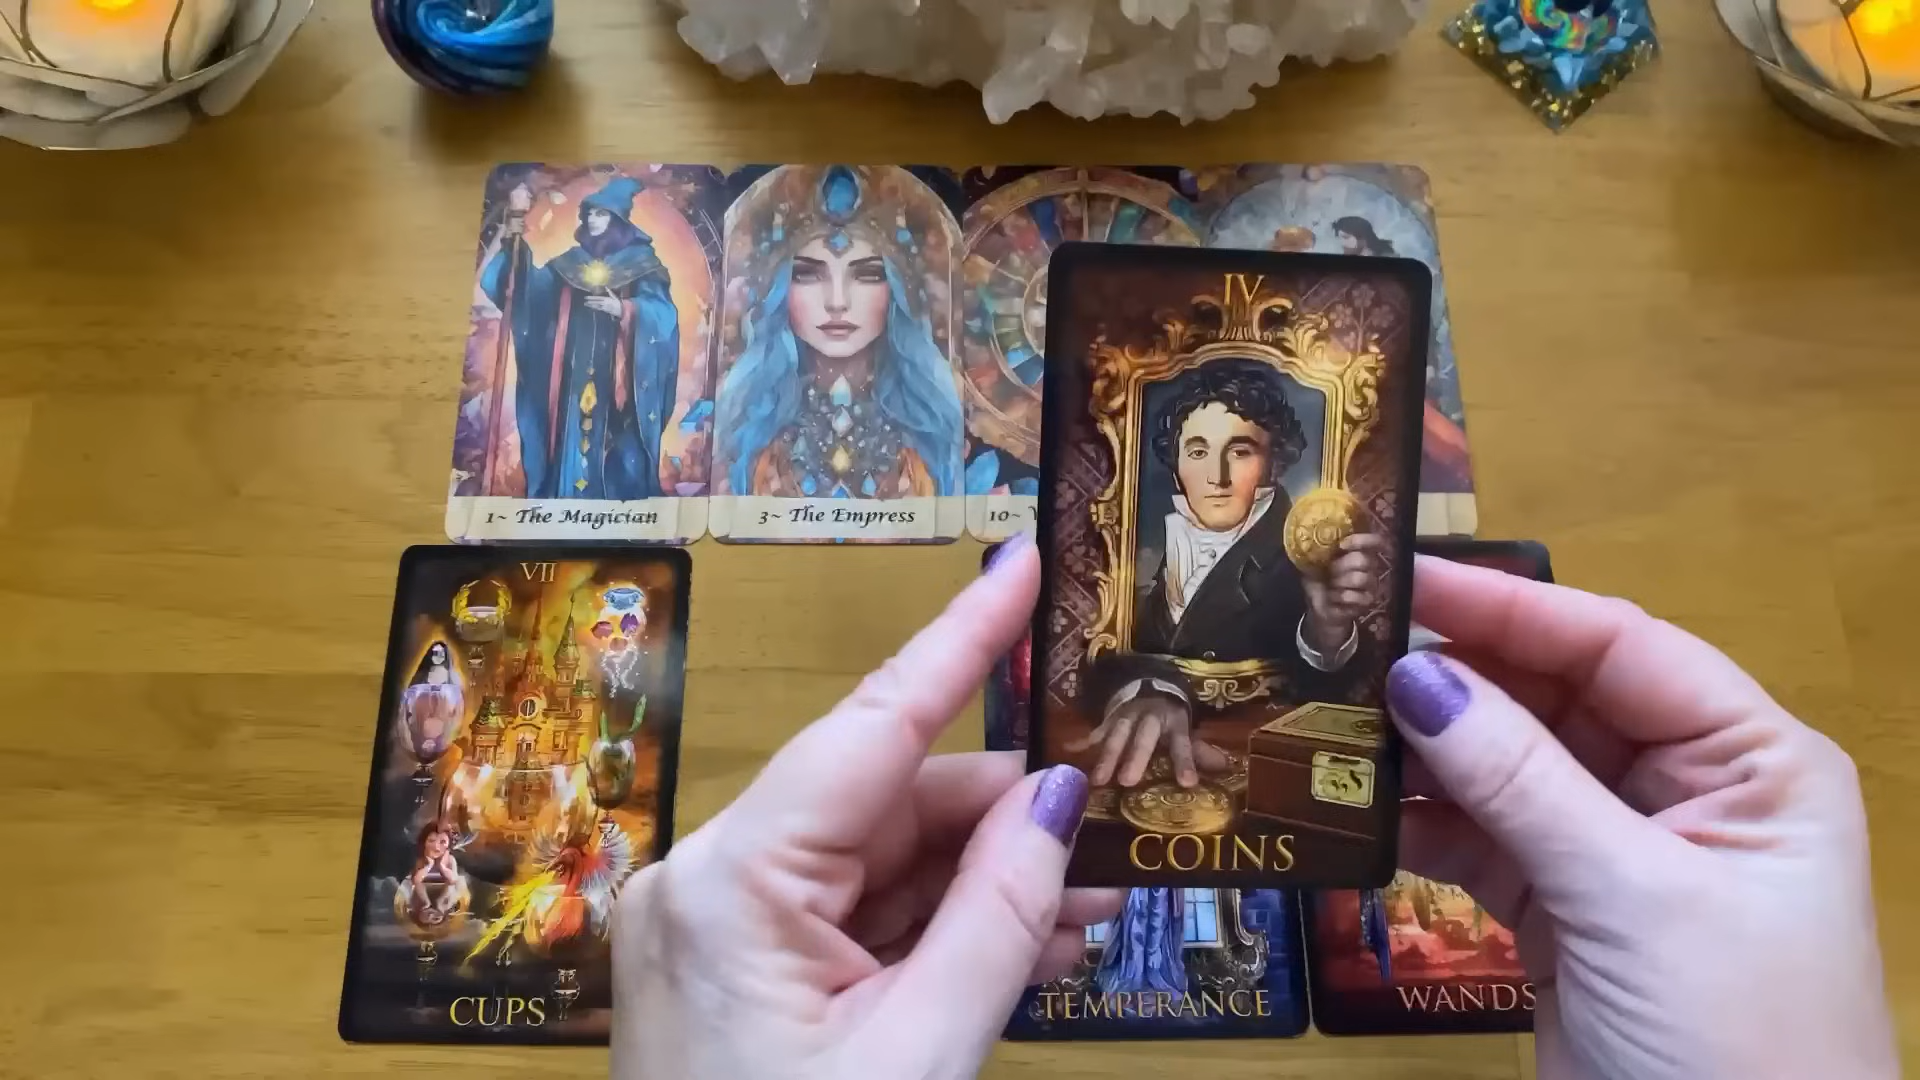 1~ The Magician
3~ The Empress
10~
IV
COINS
VII
CUPS
TEMPERANCE
WANDS